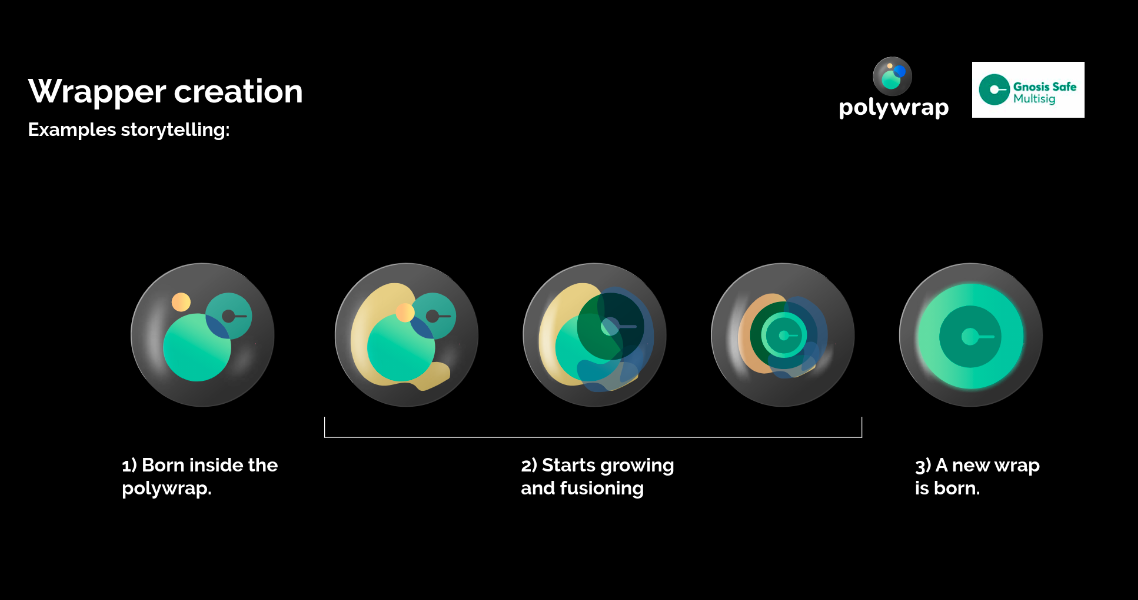 Wrapper creation
Examples storytelling:
polywrap
Gnosis Safe
Multisig
1) Born inside the
polywrap.
2) Starts growing
and fusioning
3) A new wrap
is born.